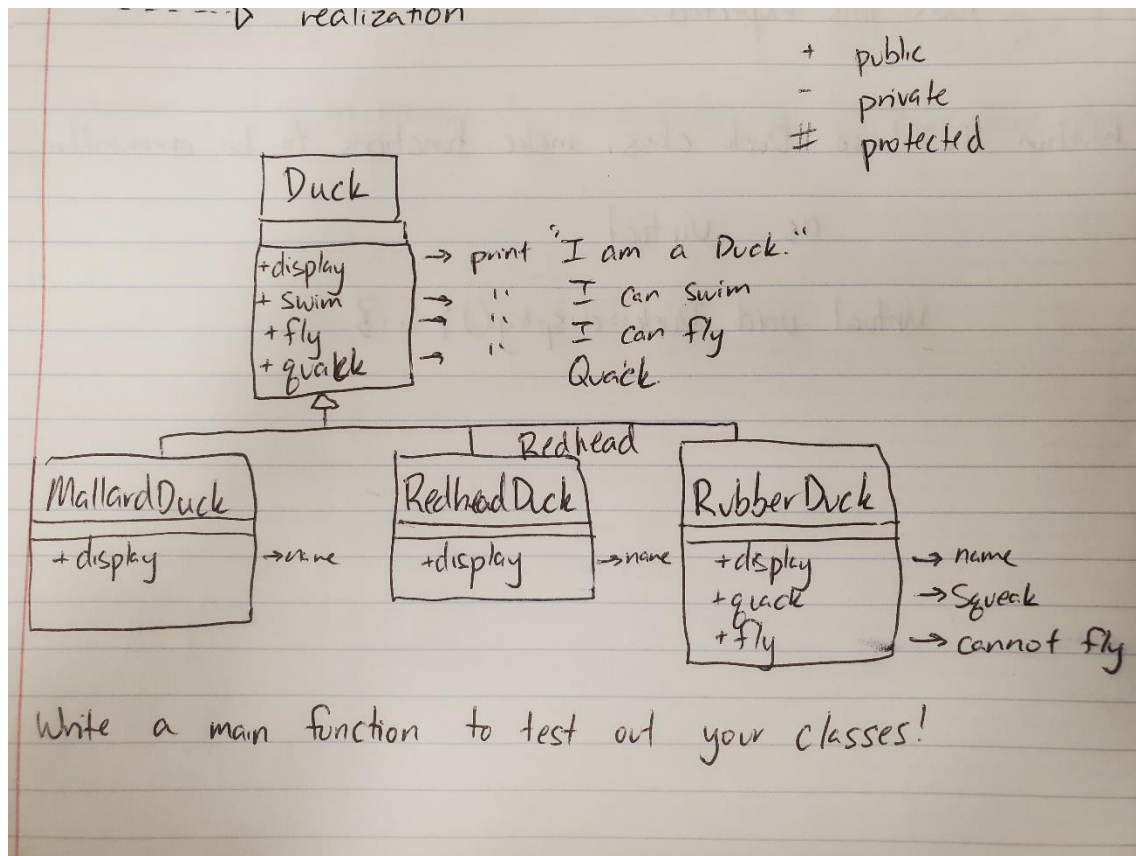 realization
+ public
- private
# protected
Duck
+display → print "I am a Duck."
+ swim → " I can swim
+ fly → " I can fly
+ quakk → " Quack.
Redhead
MallardDuck
+display → name
RedheadDuck
+display → name
RubberDuck
+display → name
+quack → Squeak
+fly → cannot fly
Write a main function to test out your classes!